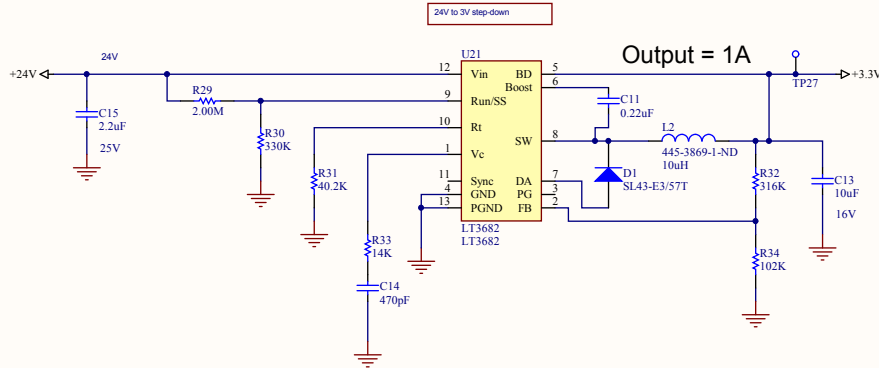 24V to 3V step-down
Output = 1A
24V
+24V
C15
2.2uF
25V
R29
2.00M
R30
330K
R31
40.2K
R33
14K
C14
470pF
U21
12 Vin BD 5
Boost 6
9 Run/SS
10 Rt
SW 8
1 Vc
11 Sync DA 7
4 GND PG 3
13 PGND FB 2
LT3682
LT3682
C11
0.22uF
L2
445-3869-1-ND
10uH
D1
SL43-E3/57T
TP27
+3.3V
R32
316K
C13
10uF
16V
R34
102K